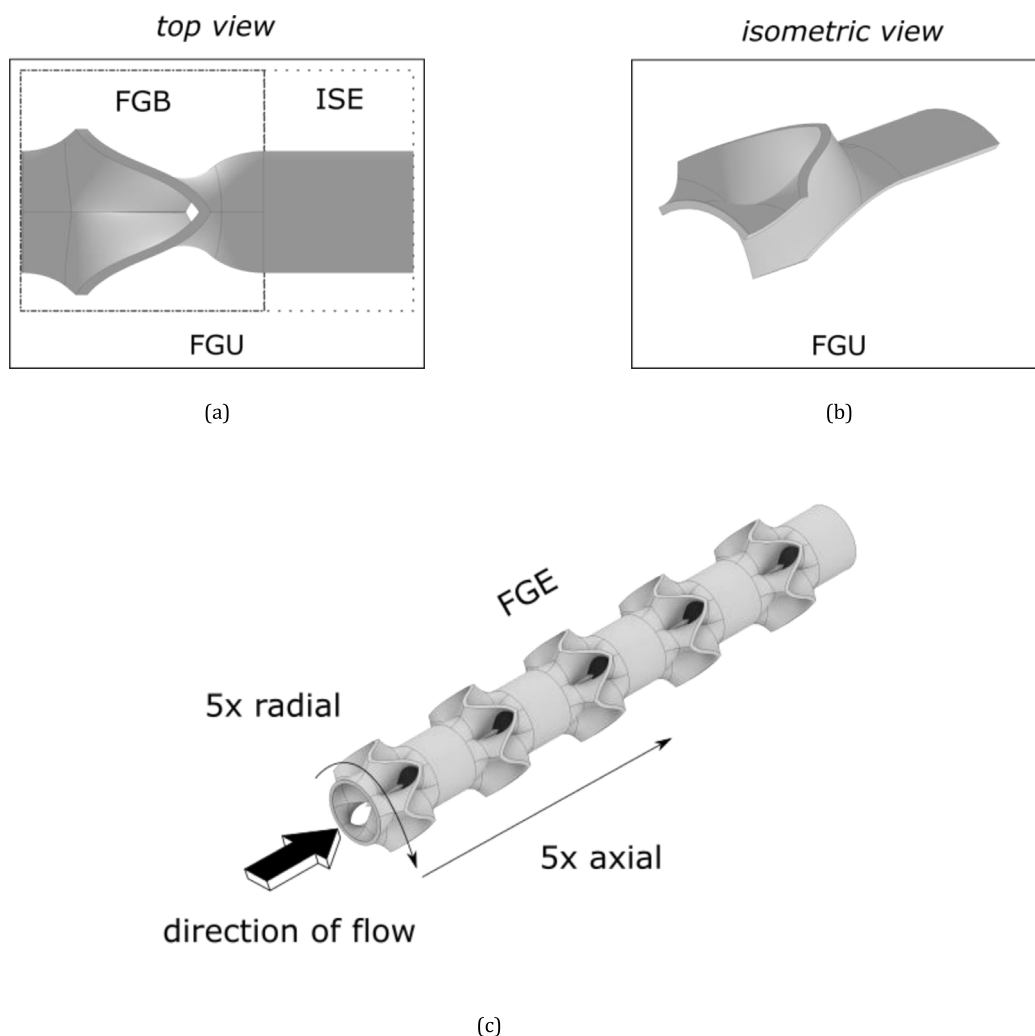 top view
isometric view
FGB
ISE
FGU
FGU
(a)
(b)
FGE
5x radial
5x axial
direction of flow
(c)